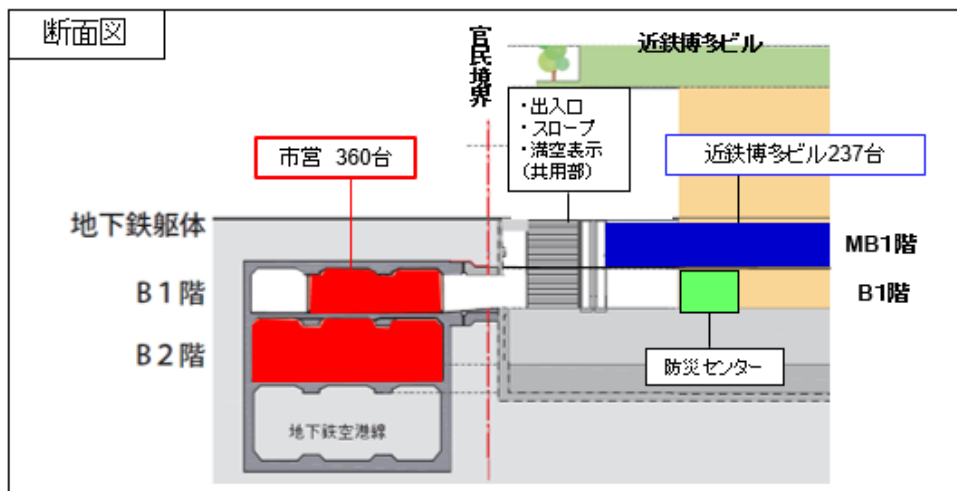 断面図
官民境界
近鉄博多ビル
・出入口
・スロープ
・満空表示
(共用部)
市営 360台
近鉄博多ビル237台
地下鉄躯体
MB1階
B1階
B1階
B2階
防災センター
地下鉄空港線